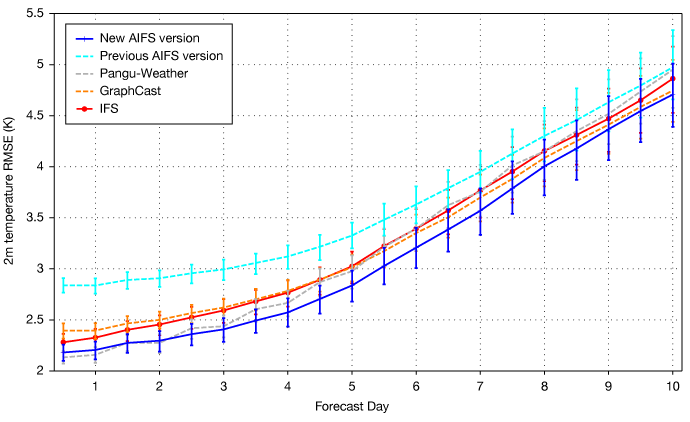 5.5
5
4.5
4
3.5
3
2.5
2
2m temperature RMSE (K)
New AIFS version
Previous AIFS version
Pangu-Weather
GraphCast
IFS
1 2 3 4 5 6 7 8 9 10
Forecast Day